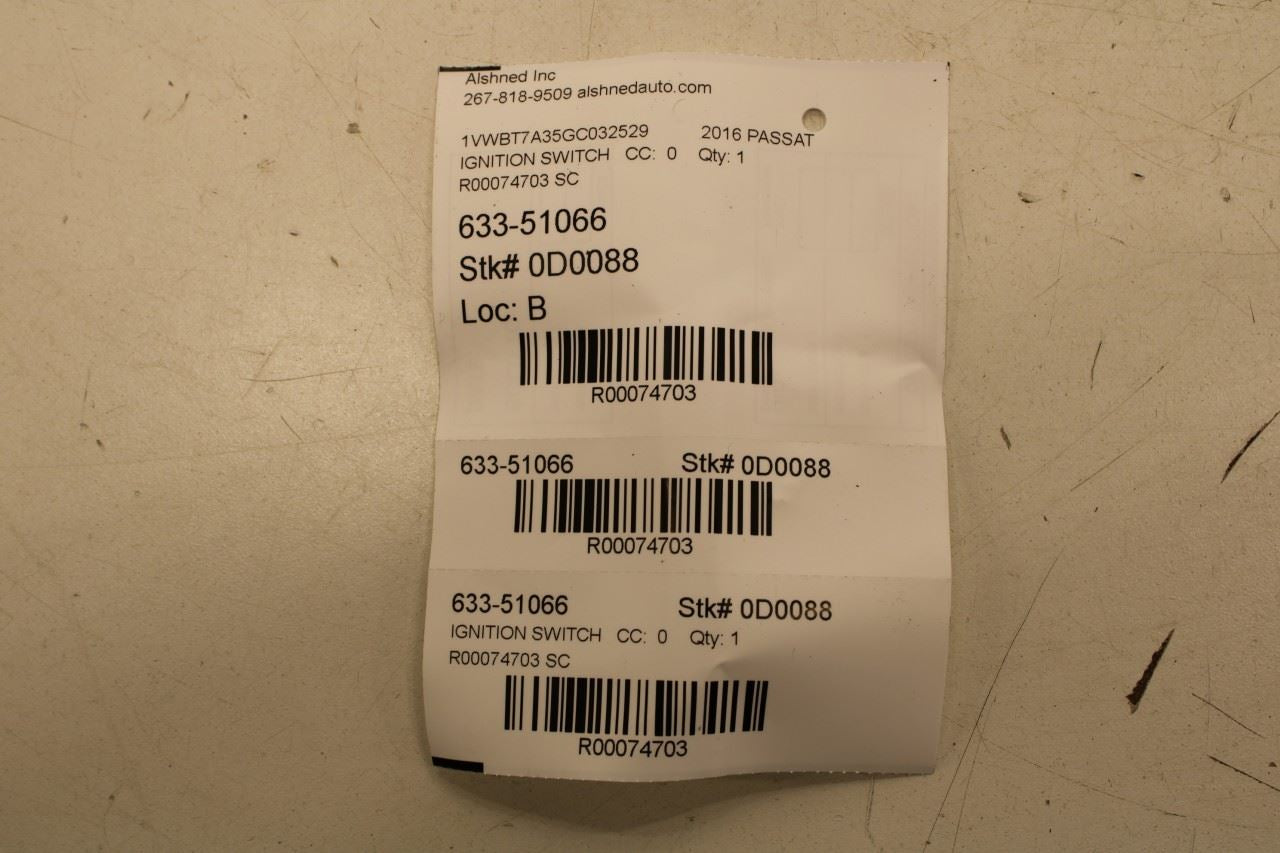 Alshned Inc
267-818-9509 alshnedauto.com
1VWBT7A35GC032529 2016 PASSAT
IGNITION SWITCH CC: 0 Qty: 1
R00074703 SC
633-51066
Stk# 0D0088
Loc: B
R00074703
633-51066 Stk# 0D0088
R00074703
633-51066 Stk# 0D0088
IGNITION SWITCH CC: 0 Qty: 1
R00074703 SC
R00074703